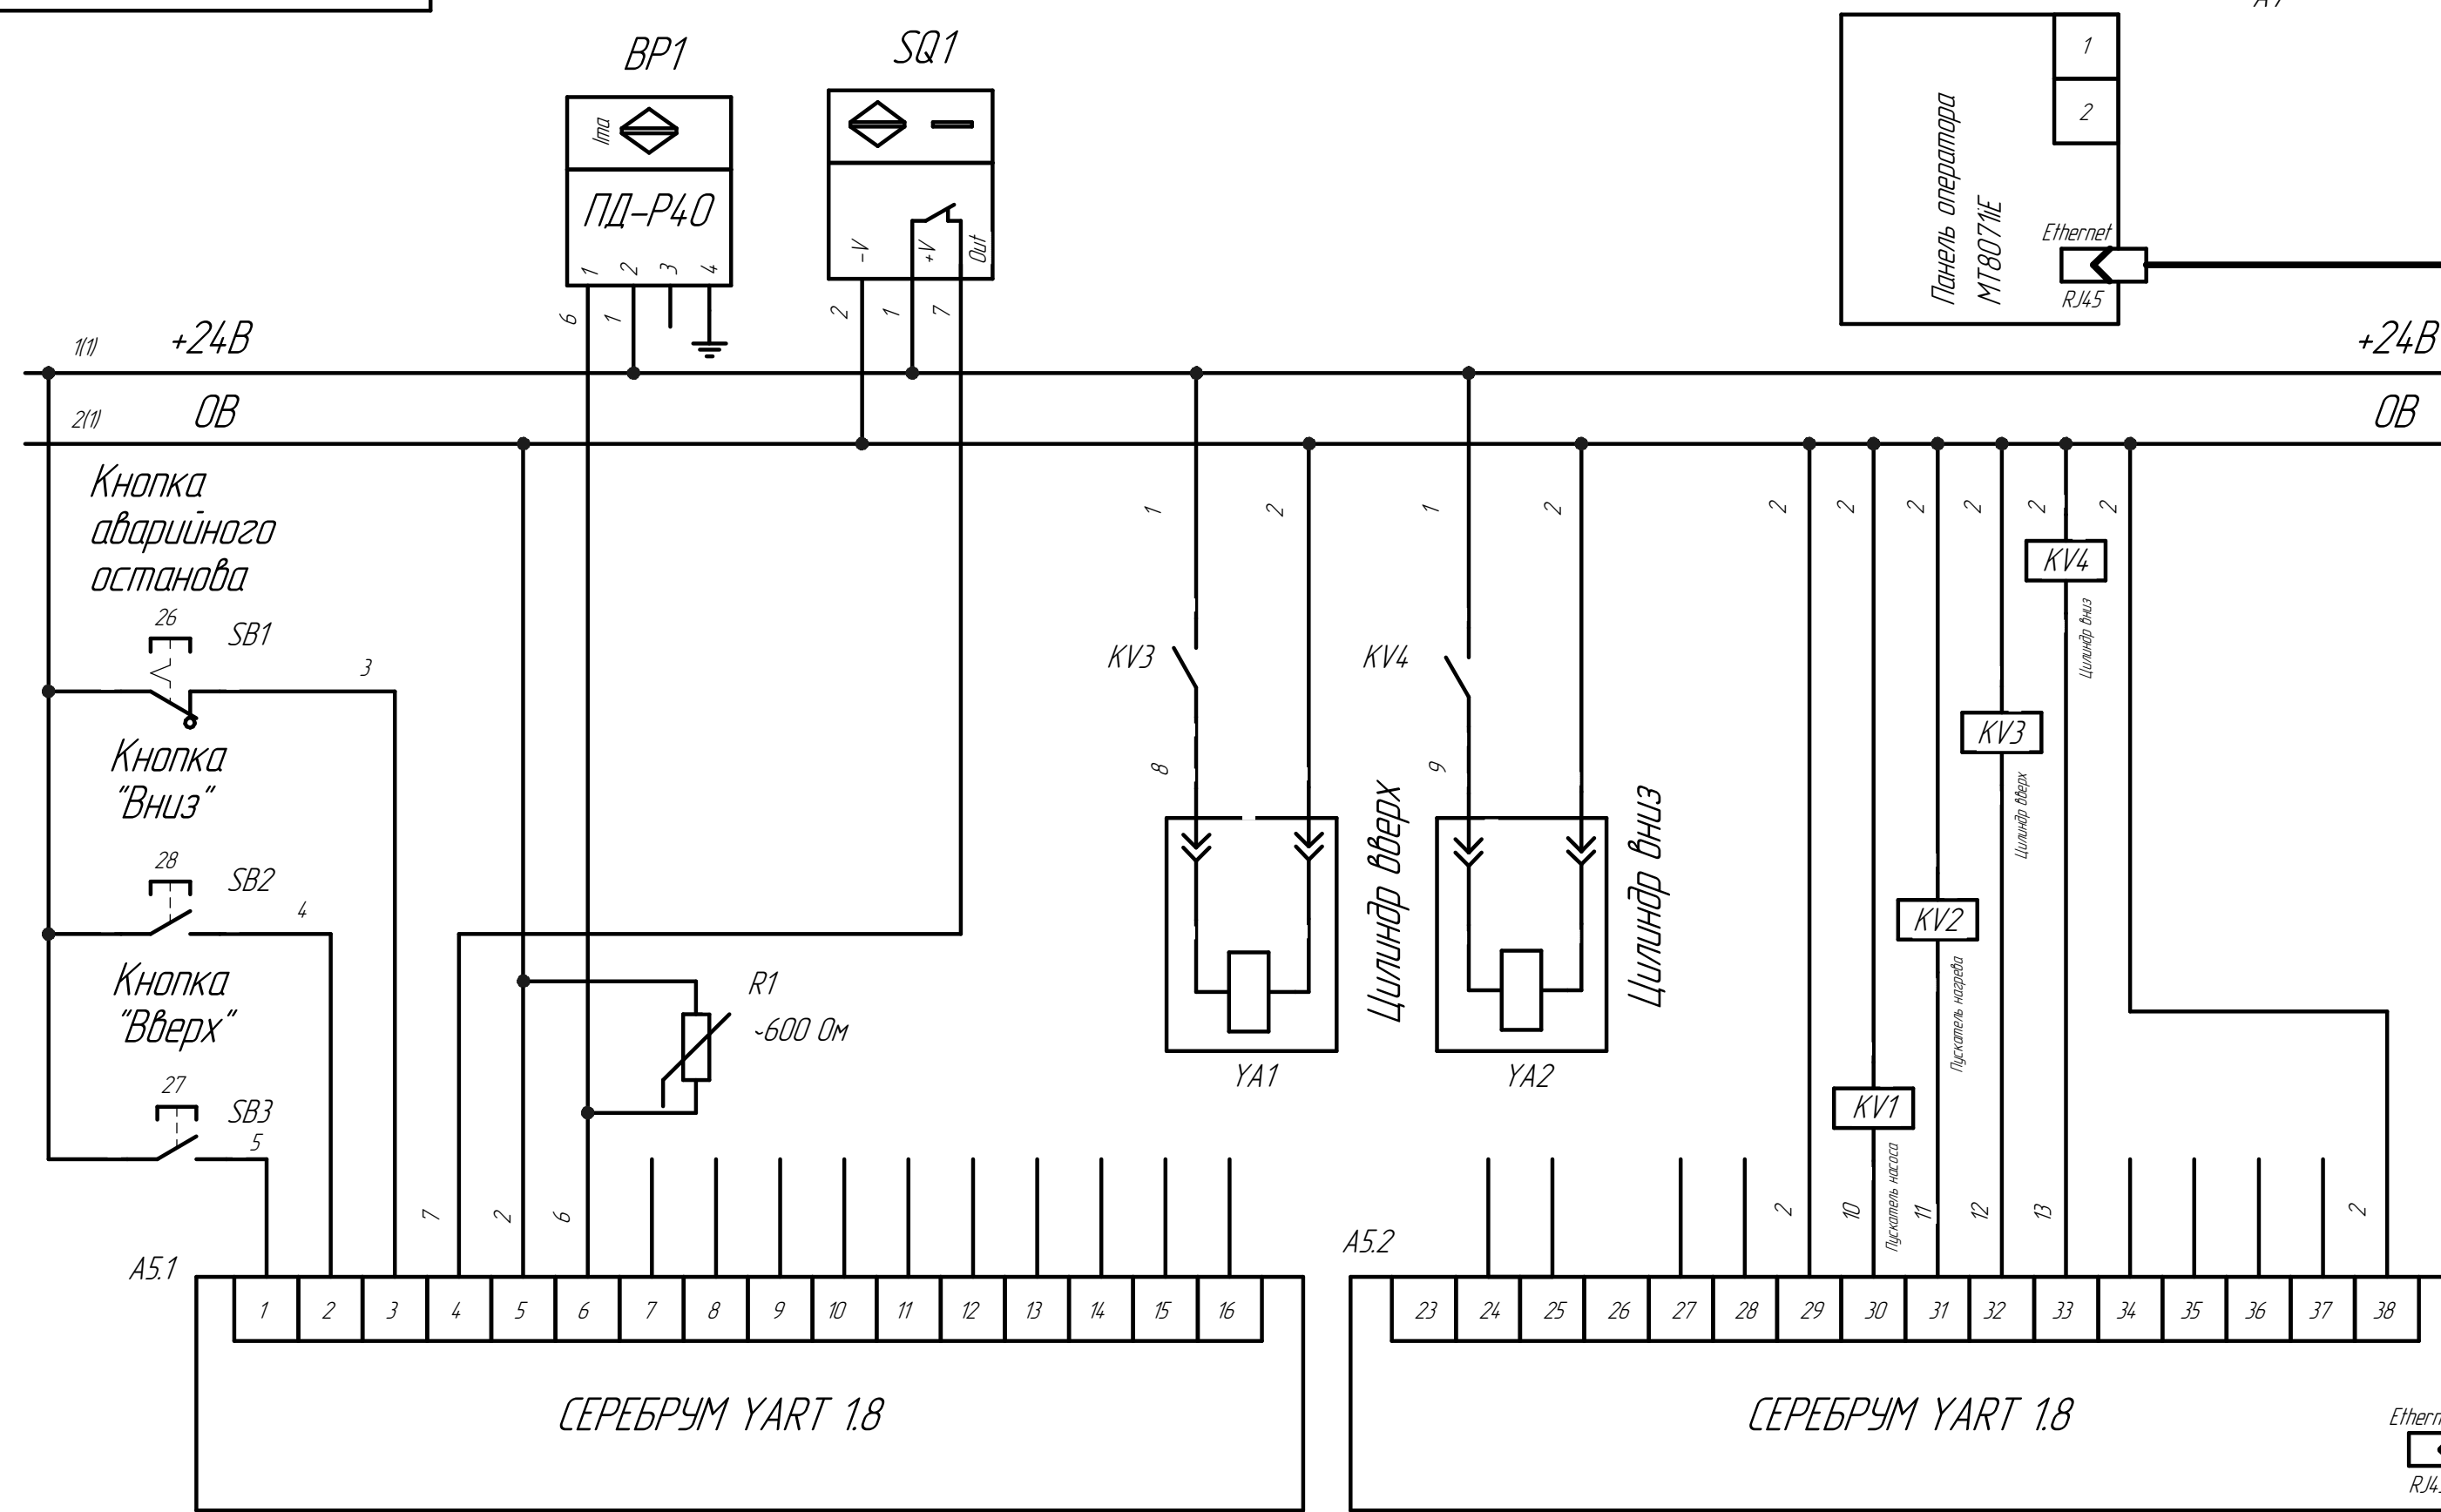 BP1
SQ1
Ima
ПД-Р40
1 2 3 4
-V
+V
Out
6 1
2 1 7
1
2
Панель оператора
MT8071iE
Ethernet
RJ45
1(1)
+24В
+24В
2(1)
0В
0В
Кнопка
аварийного
останова
26
SB1
3
Кнопка
"Вниз"
28
SB2
4
Кнопка
"Вверх"
27
SB3
5
R1
~600 Ом
7 2 6
1 2
KV3
8
Цилиндр вверх
YA1
1 2
KV4
9
Цилиндр вниз
YA2
2 2 2 2 2 2
KV4
Цилиндр вниз
KV3
Цилиндр вверх
KV2
Пускатель нагрева
KV1
Пускатель насоса
2 10 11 12 13 2
A5.1
1 2 3 4 5 6 7 8 9 10 11 12 13 14 15 16
СЕРЕБРУМ YART 1.8
A5.2
23 24 25 26 27 28 29 30 31 32 33 34 35 36 37 38
СЕРЕБРУМ YART 1.8